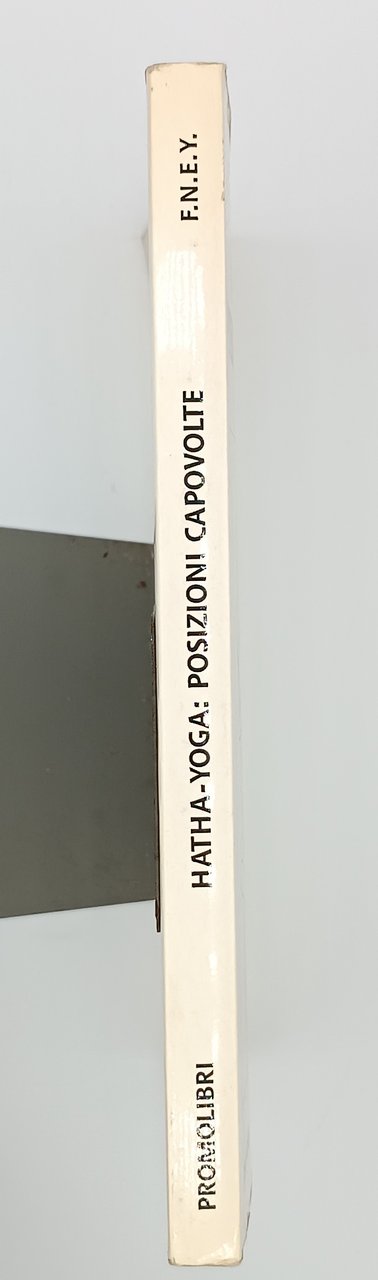 F.N.E.Y.
HATHA-YOGA: POSIZIONI CAPOVOLTE
PROMOLIBRI